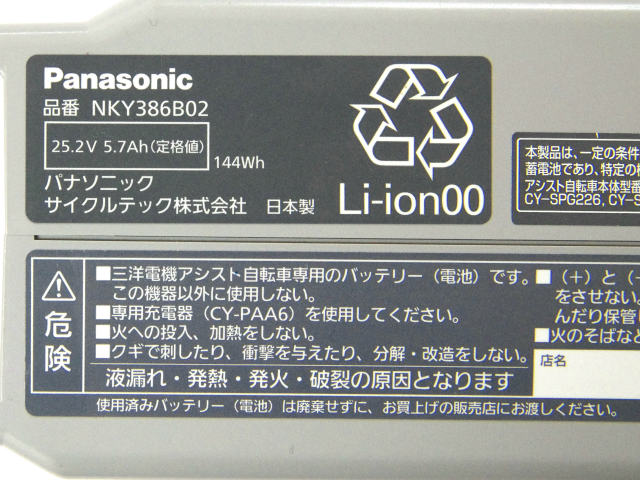 Panasonic
品番 NKY386B02
25.2V 5.7Ah(定格値)
144Wh
パナソニック
サイクルテック株式会社 日本製
Li-ion00
本製品は、一定の条件
蓄電池であり、特定の
アシスト自転車本体型番
CY-SPG226, CY-S
危険
■三洋電機アシスト自転車専用のバッテリー（電池）です。
この機器以外に使用しない。
■専用充電器（CY-PAA6）を使用してください。
■火への投入、加熱をしない。
■クギで刺したり、衝撃を与えたり、分解・改造をしない。
液漏れ・発熱・発火・破裂の原因となります
■（＋）と（
をさせない。
んだり保管
■火のそばな
店名
使用済みバッテリー（電池）は廃棄せずに、お買上げの販売店にお渡しください。